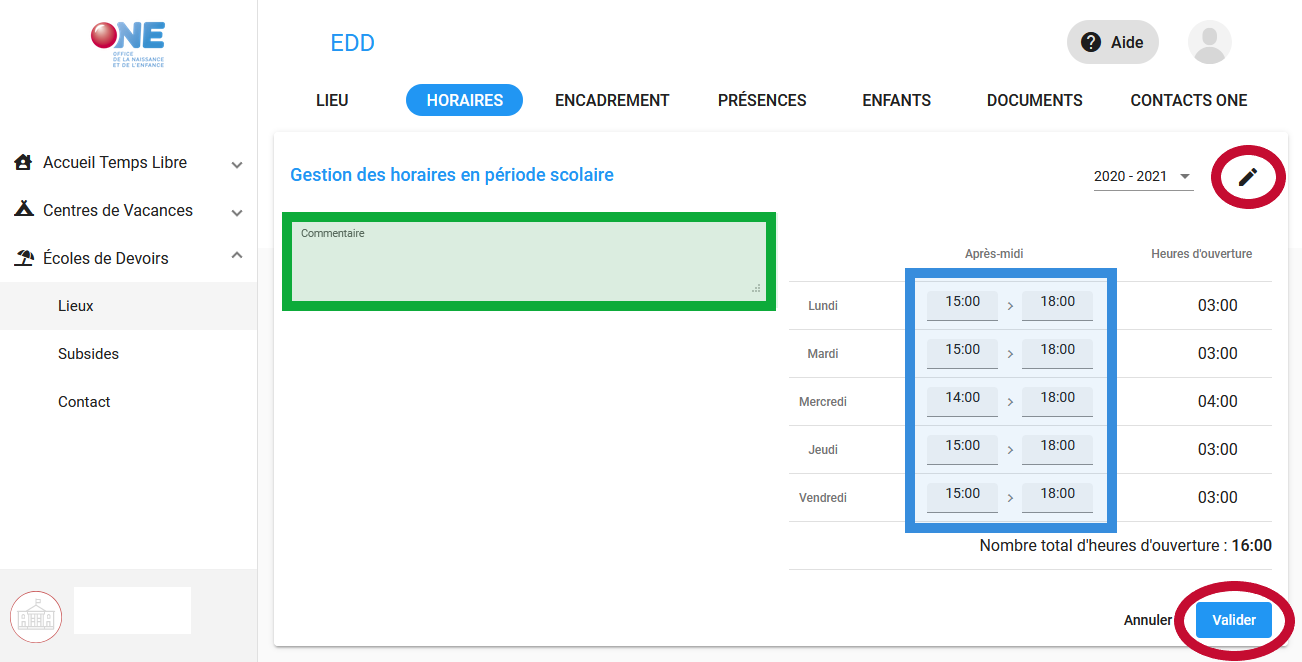 ONE
OFFICE
DE LA NAISSANCE
ET DE L'ENFANCE
EDD
? Aide
LIEU HORAIRES ENCADREMENT PRÉSENCES ENFANTS DOCUMENTS CONTACTS ONE
Accueil Temps Libre
Centres de Vacances
Écoles de Devoirs
Lieux
Subsides
Contact
Gestion des horaires en période scolaire
2020 - 2021
Commentaire
Après-midi Heures d'ouverture
Lundi 15:00 > 18:00 03:00
Mardi 15:00 > 18:00 03:00
Mercredi 14:00 > 18:00 04:00
Jeudi 15:00 > 18:00 03:00
Vendredi 15:00 > 18:00 03:00
Nombre total d'heures d'ouverture : 16:00
Annuler Valider